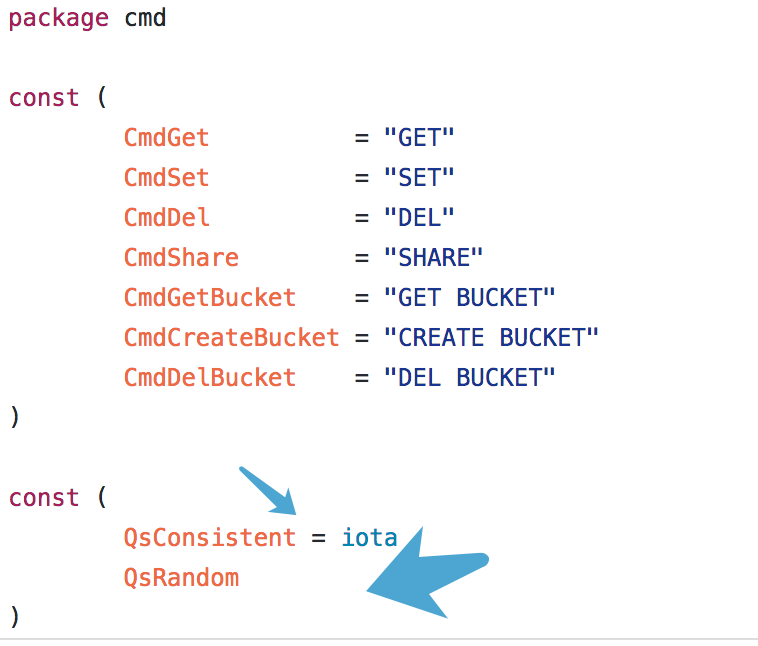 package cmd
const (
CmdGet = "GET"
CmdSet = "SET"
CmdDel = "DEL"
CmdShare = "SHARE"
CmdGetBucket = "GET BUCKET"
CmdCreateBucket = "CREATE BUCKET"
CmdDelBucket = "DEL BUCKET"
)
const (
QsConsistent = iota
QsRandom
)